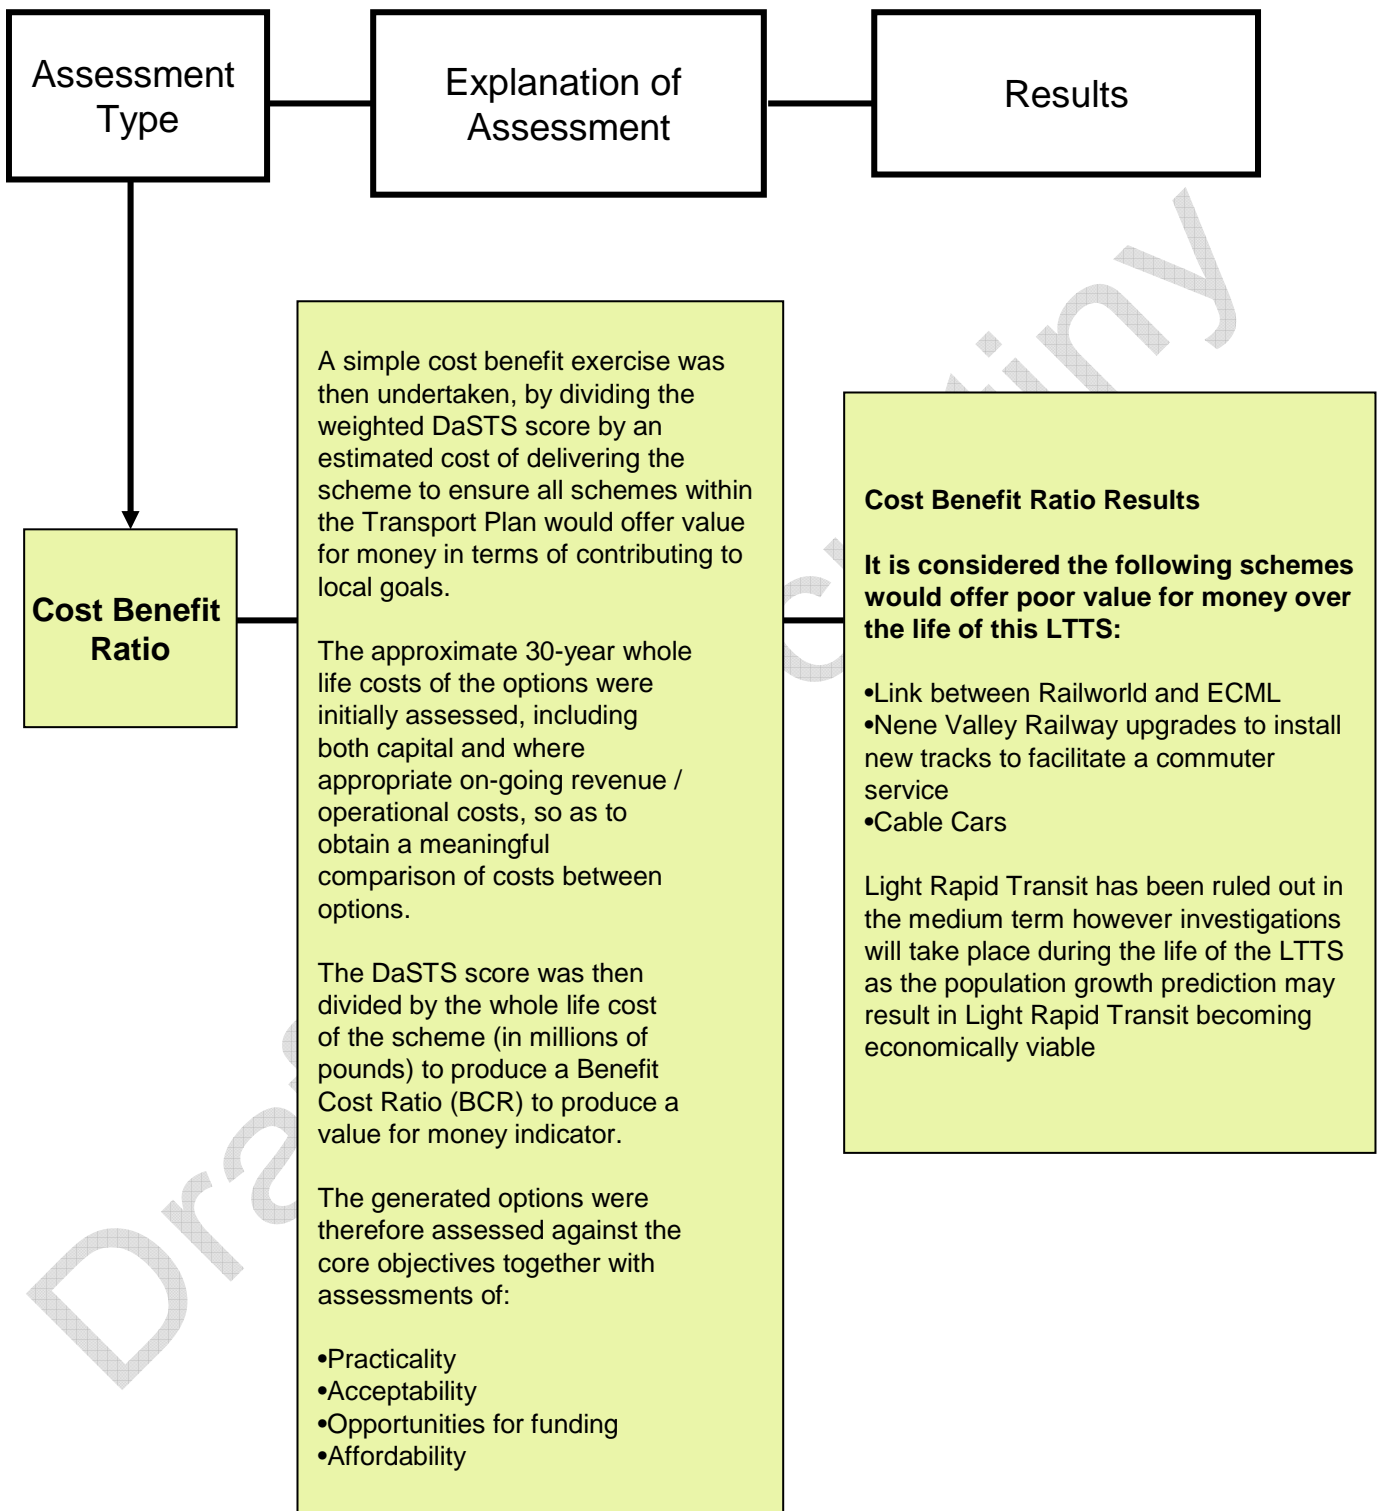 Assessment
Type
Explanation of
Assessment
Results
Cost Benefit
Ratio
A simple cost benefit exercise was
then undertaken, by dividing the
weighted DaSTS score by an
estimated cost of delivering the
scheme to ensure all schemes within
the Transport Plan would offer value
for money in terms of contributing to
local goals.
The approximate 30-year whole
life costs of the options were
initially assessed, including
both capital and where
appropriate on-going revenue /
operational costs, so as to
obtain a meaningful
comparison of costs between
options.
The DaSTS score was then
divided by the whole life cost
of the scheme (in millions of
pounds) to produce a Benefit
Cost Ratio (BCR) to produce a
value for money indicator.
The generated options were
therefore assessed against the
core objectives together with
assessments of:
•Practicality
•Acceptability
•Opportunities for funding
•Affordability
Cost Benefit Ratio Results
It is considered the following schemes
would offer poor value for money over
the life of this LTTS:
•Link between Railworld and ECML
•Nene Valley Railway upgrades to install
new tracks to facilitate a commuter
service
•Cable Cars
Light Rapid Transit has been ruled out in
the medium term however investigations
will take place during the life of the LTTS
as the population growth prediction may
result in Light Rapid Transit becoming
economically viable